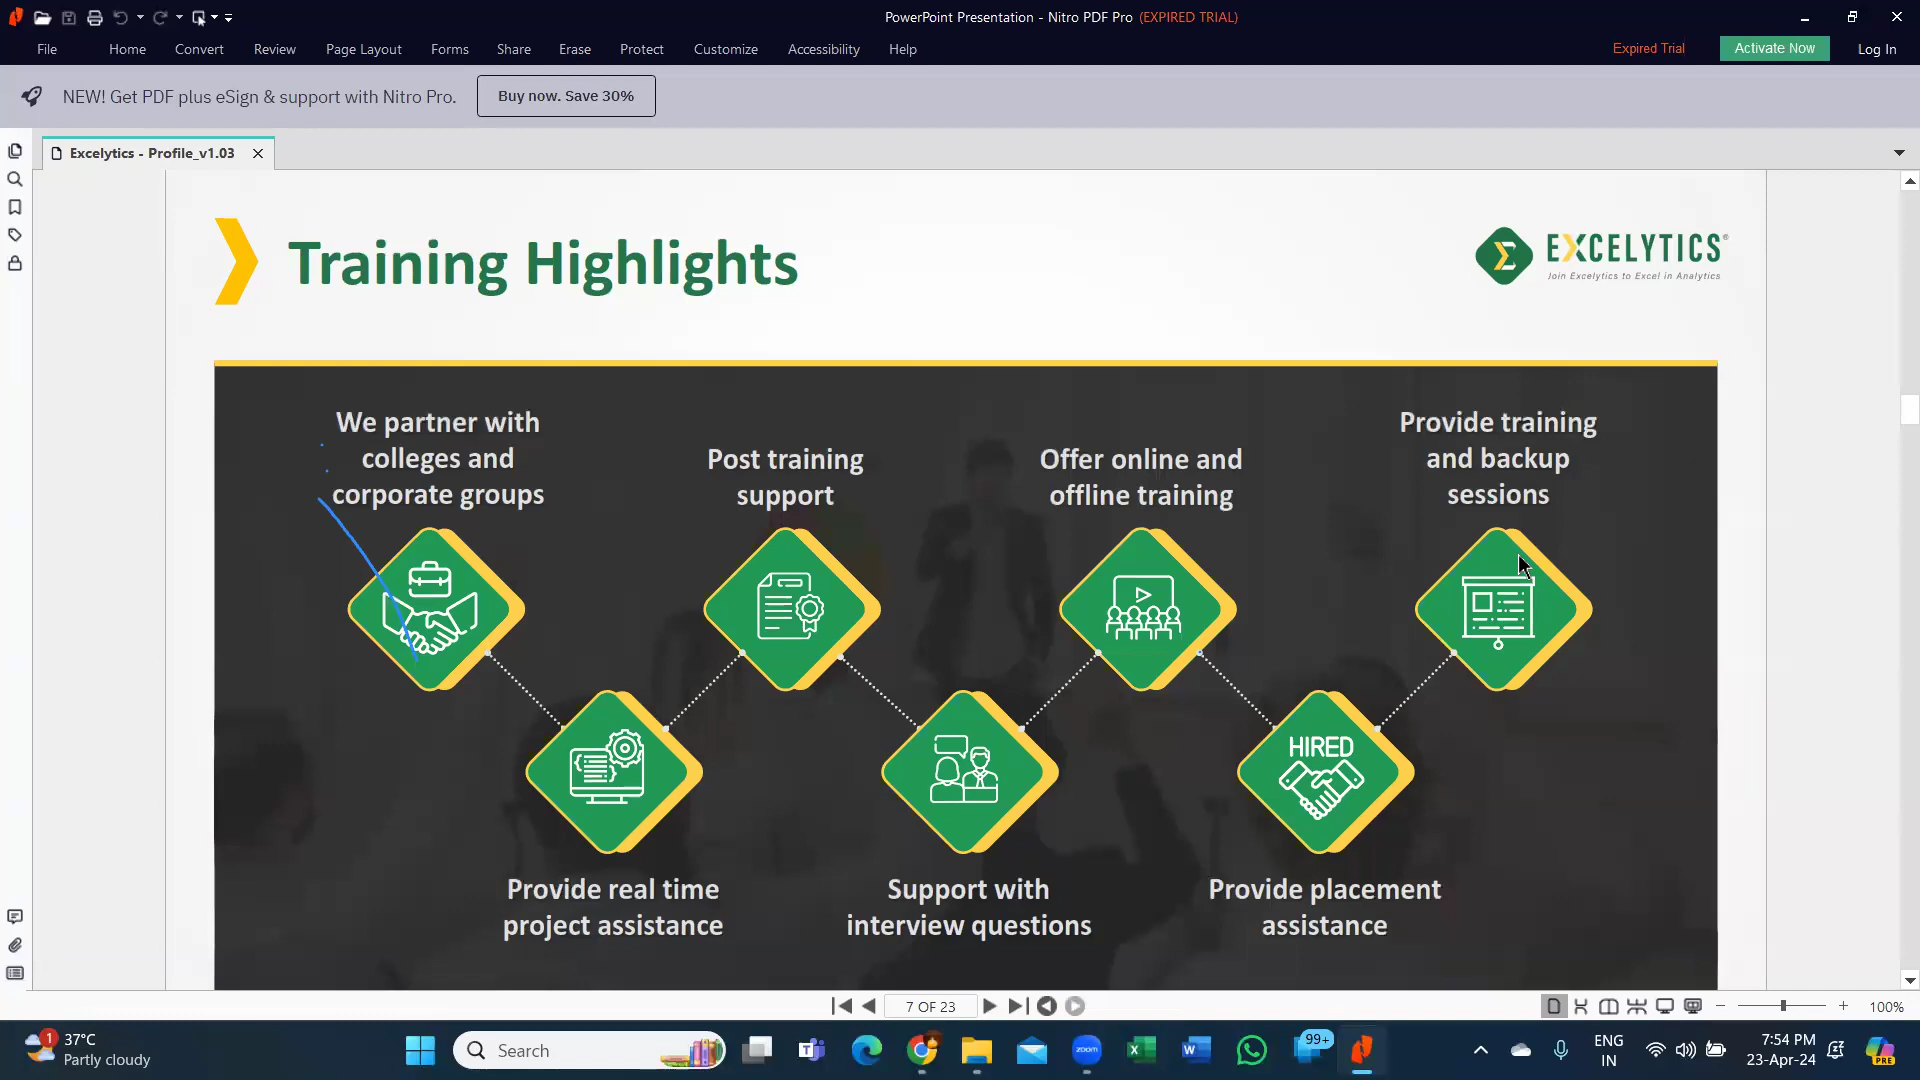 PowerPoint Presentation - Nitro PDF Pro (EXPIRED TRIAL)
File Home Convert Review Page Layout Forms Share Erase Protect Customize Accessibility Help Expired Trial Activate Now Log In
NEW! Get PDF plus eSign & support with Nitro Pro. Buy now. Save 30%
Excelytics - Profile_v1.03
Training Highlights
EXCELYTICS®
Join Excelytics to Excel in Analytics
We partner with
colleges and
corporate groups
Post training
support
Offer online and
offline training
Provide training
and backup
sessions
HIRED
Provide real time
project assistance
Support with
interview questions
Provide placement
assistance
7 OF 23
100%
1
37°C
Partly cloudy
Search
zoom
99+
ENG
IN
7:54 PM
23-Apr-24
PRE